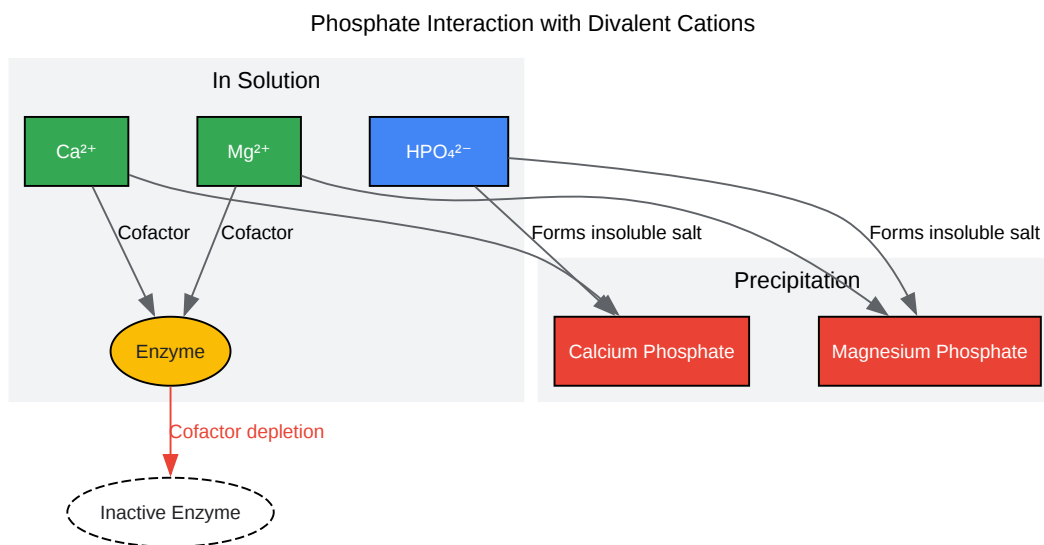 Phosphate Interaction with Divalent Cations
In Solution
Ca²⁺
Mg²⁺
HPO₄²⁻
Cofactor
Cofactor
Forms insoluble salt
Forms insoluble salt
Precipitation
Enzyme
Calcium Phosphate
Magnesium Phosphate
Cofactor depletion
Inactive Enzyme